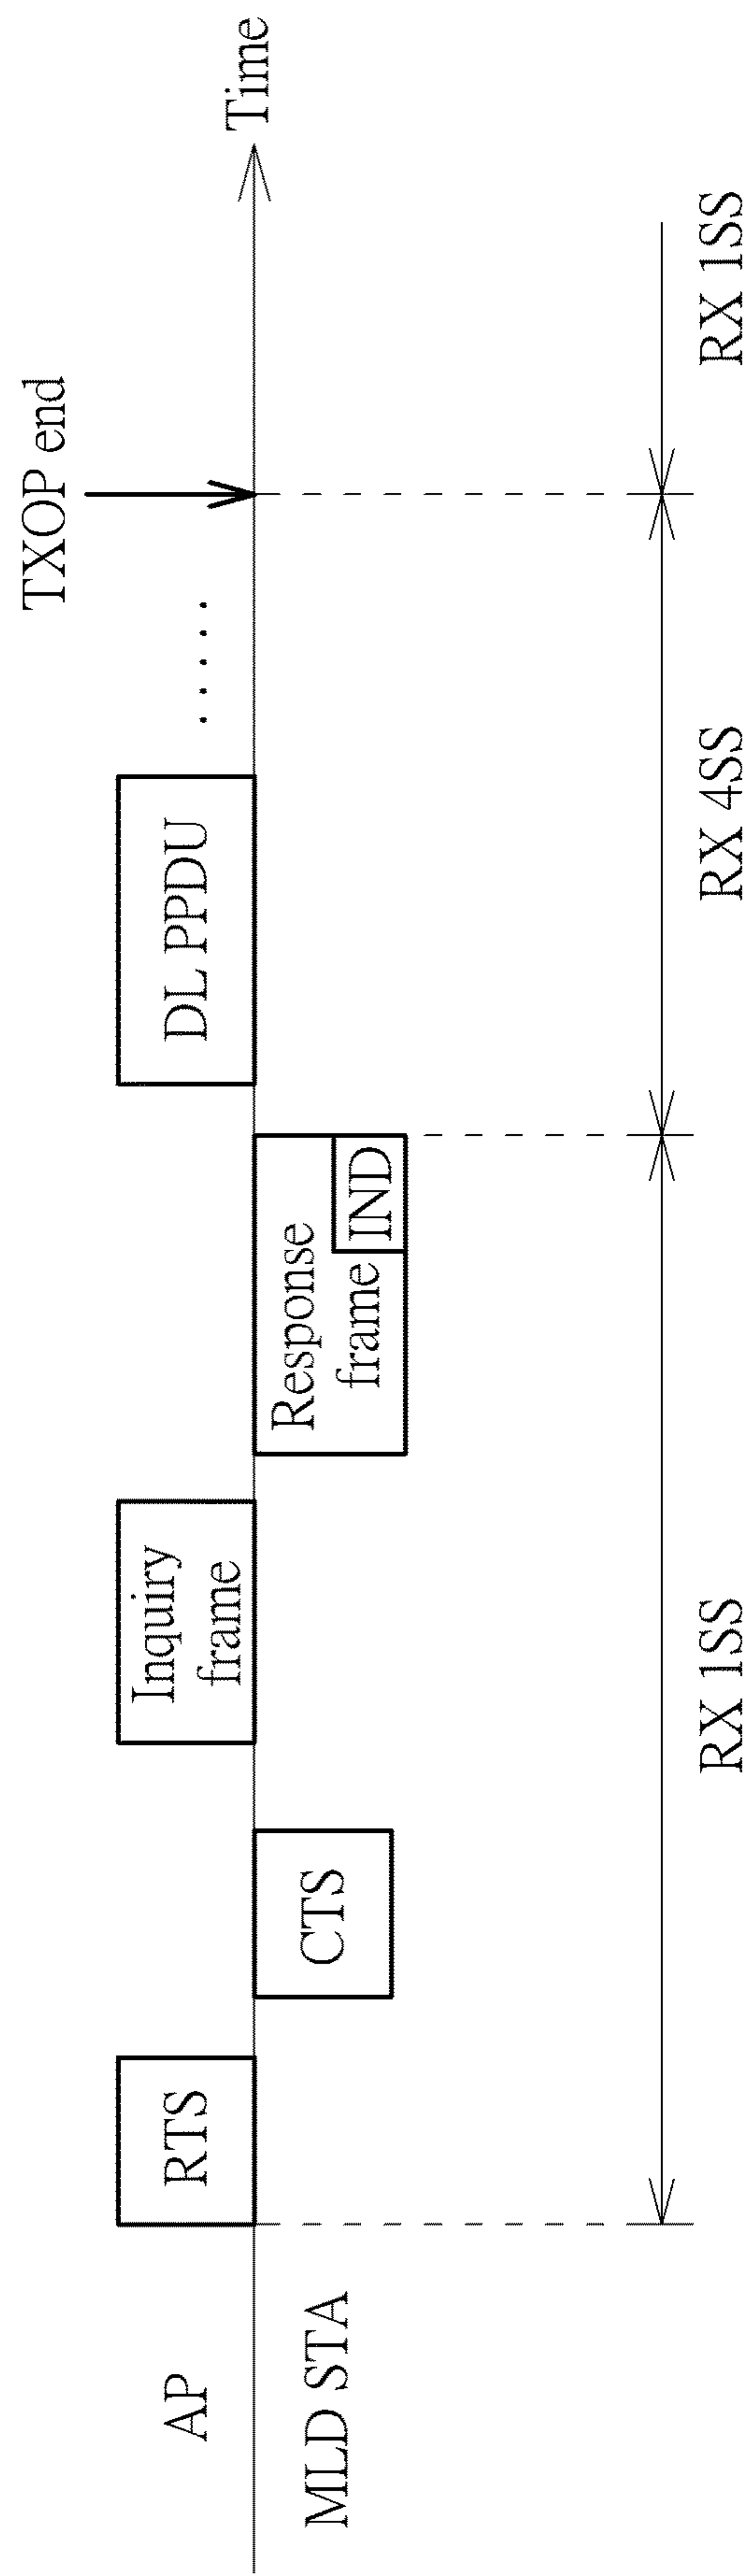 TXOP end
AP
RTS
Inquiry
frame
DL PPDU
. . . . .
Time
MLD STA
CTS
Response
frame
IND
RX 1SS
RX 4SS
RX 1SS